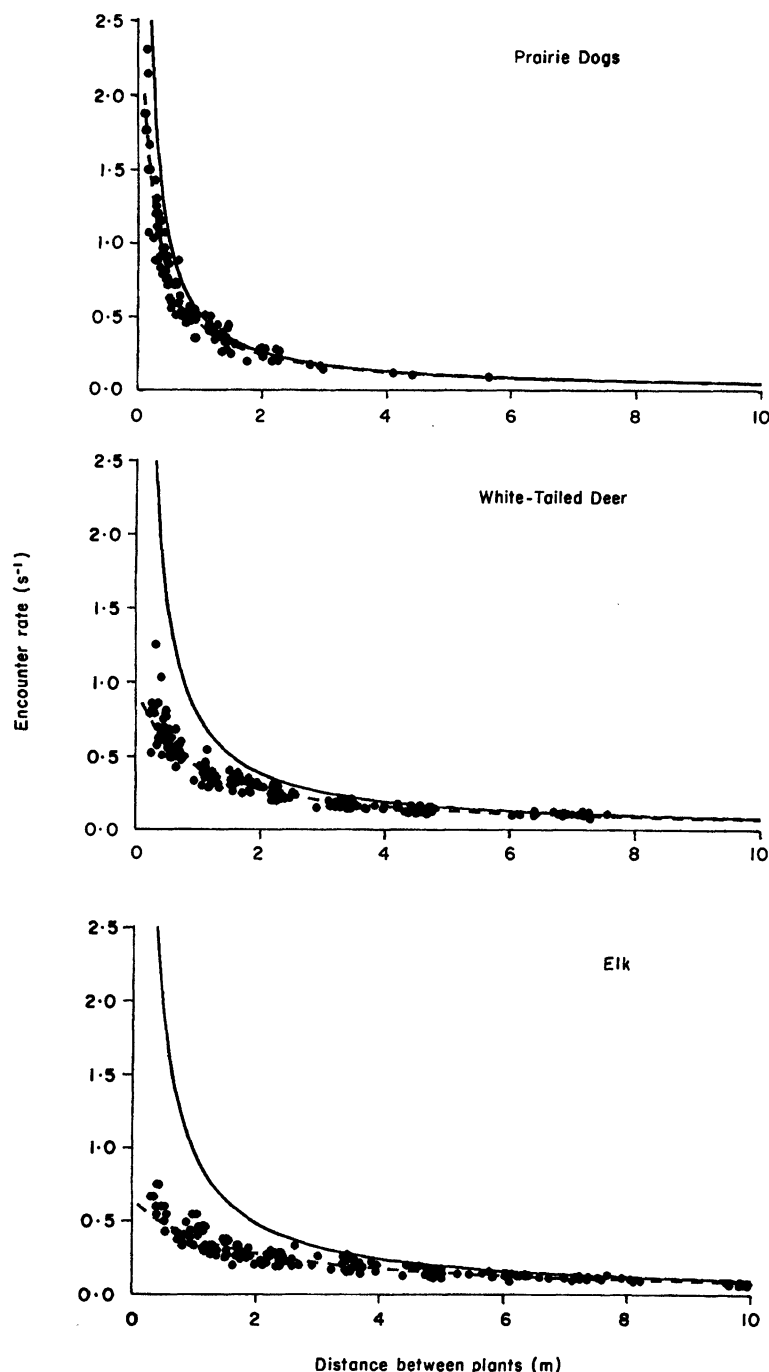 2·5
Prairie Dogs
2·0
1·5
1·0
0·5
0·0
0 2 4 6 8 10
2·5
White-Tailed Deer
2·0
1·5
1·0
0·5
0·0
0 2 4 6 8 10
Encounter rate (s⁻¹)
2·5
Elk
2·0
1·5
1·0
0·5
0·0
0 2 4 6 8 10
Distance between plants (m)